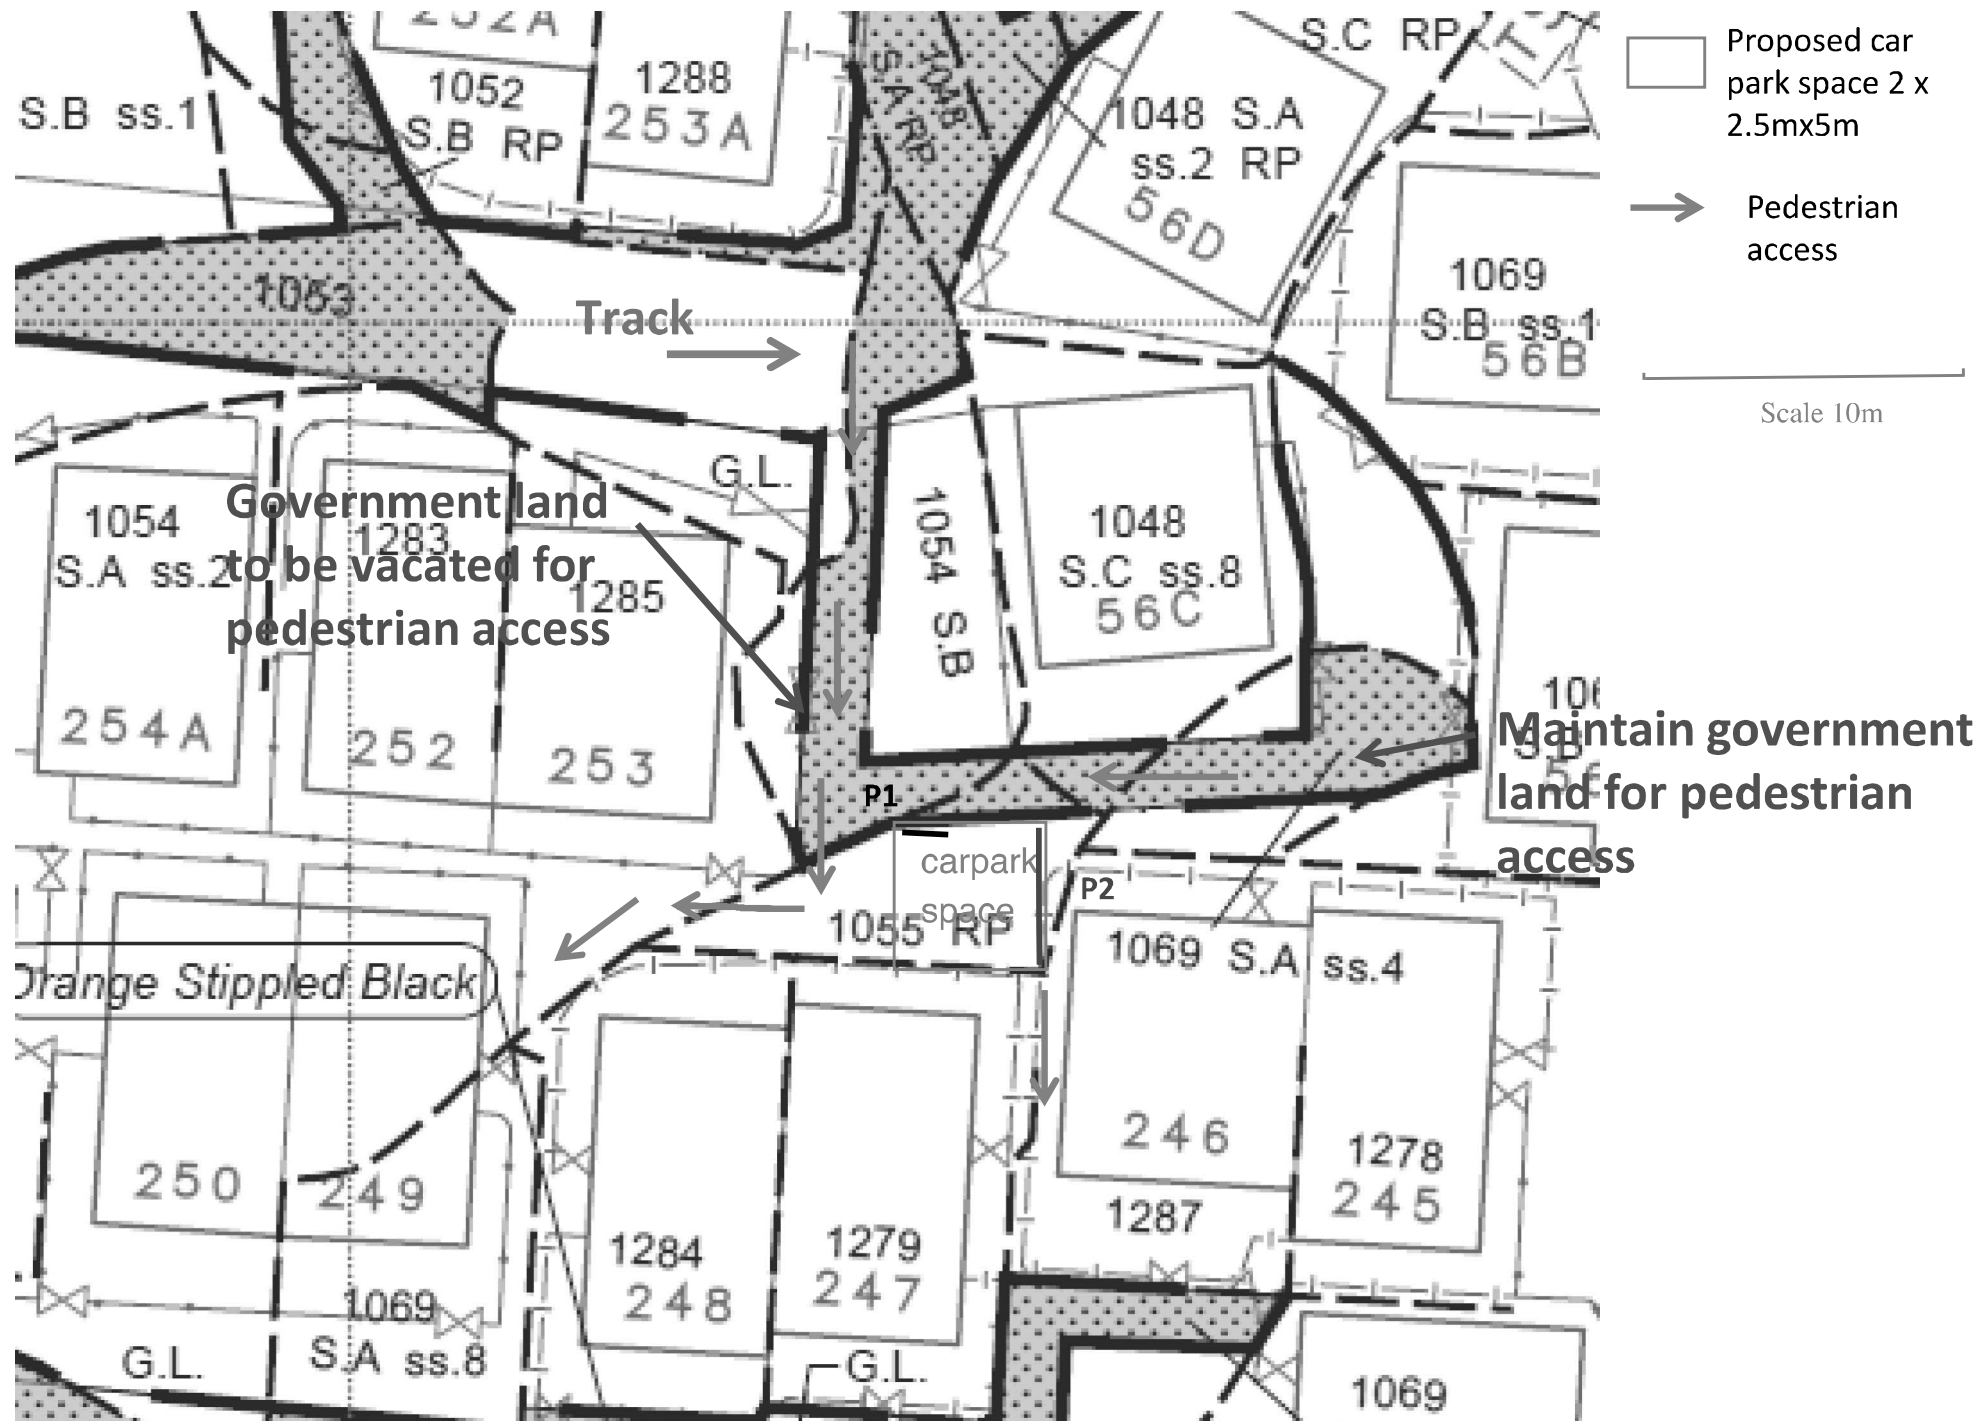 252A
S.C RP
Proposed car
park space 2 x
2.5mx5m
S.B ss.1
1052
S.B RP
1288
253A
1048
S.A RP
1048 S.A
ss.2 RP
56D
Pedestrian
access
1069
S.B ss.1
56B
1053
Track
Scale 10m
G.L.
Government land
to be vacated for
pedestrian access
1054
S.A ss.2
254A
1283
252
1285
253
1054 S.B
1048
S.C ss.8
56C
Maintain government
land for pedestrian
access
P1
carpark
space
P2
1055 RP
1069 S.A ss.4
Orange Stippled Black
250
249
246
1278
245
1287
1284
248
1279
247
1069
S.A ss.8
G.L.
G.L.
1069